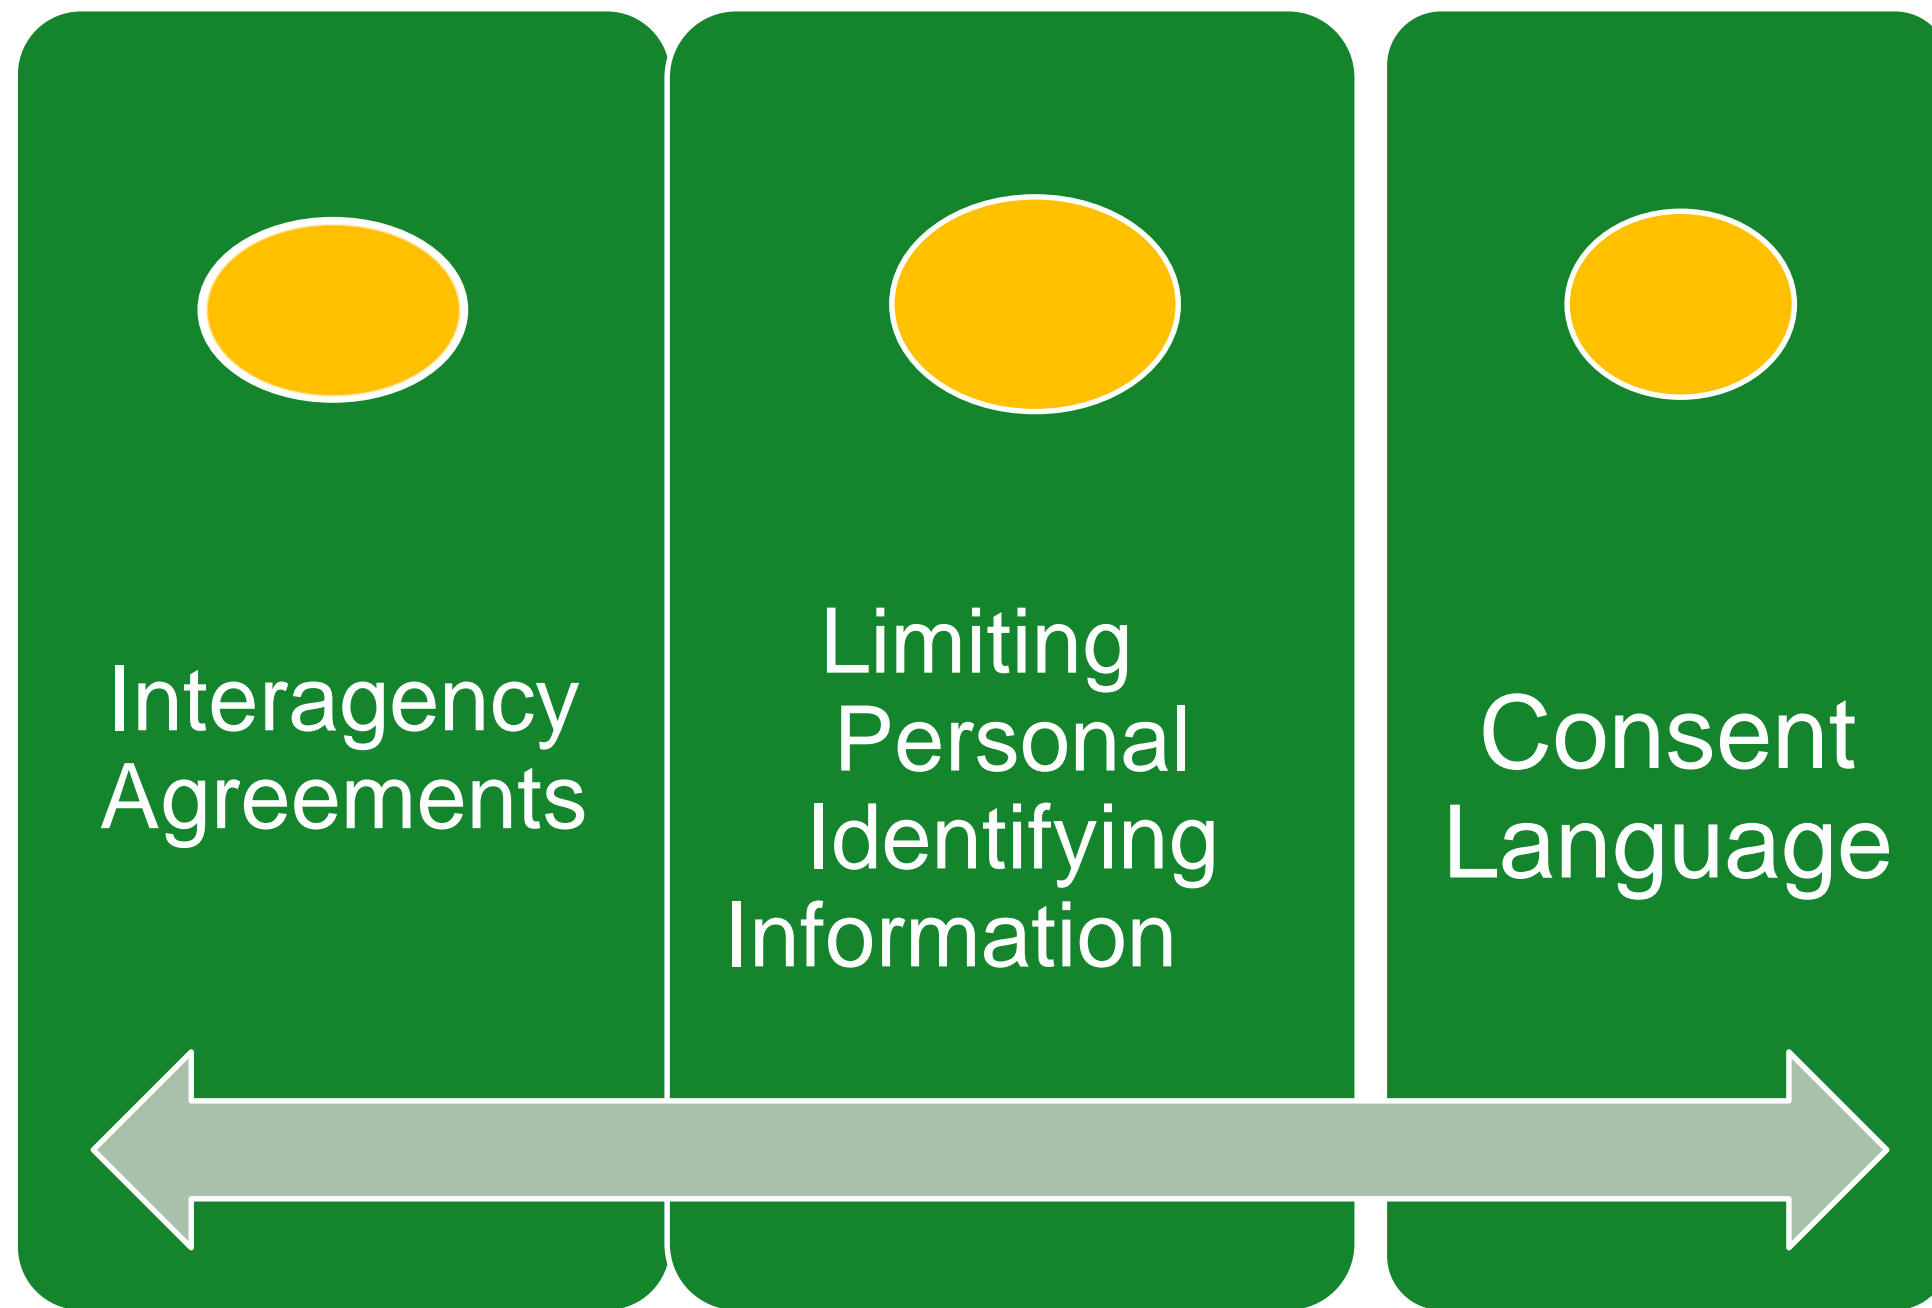 Interagency
Agreements
Limiting
Personal
Identifying
Information
Consent
Language